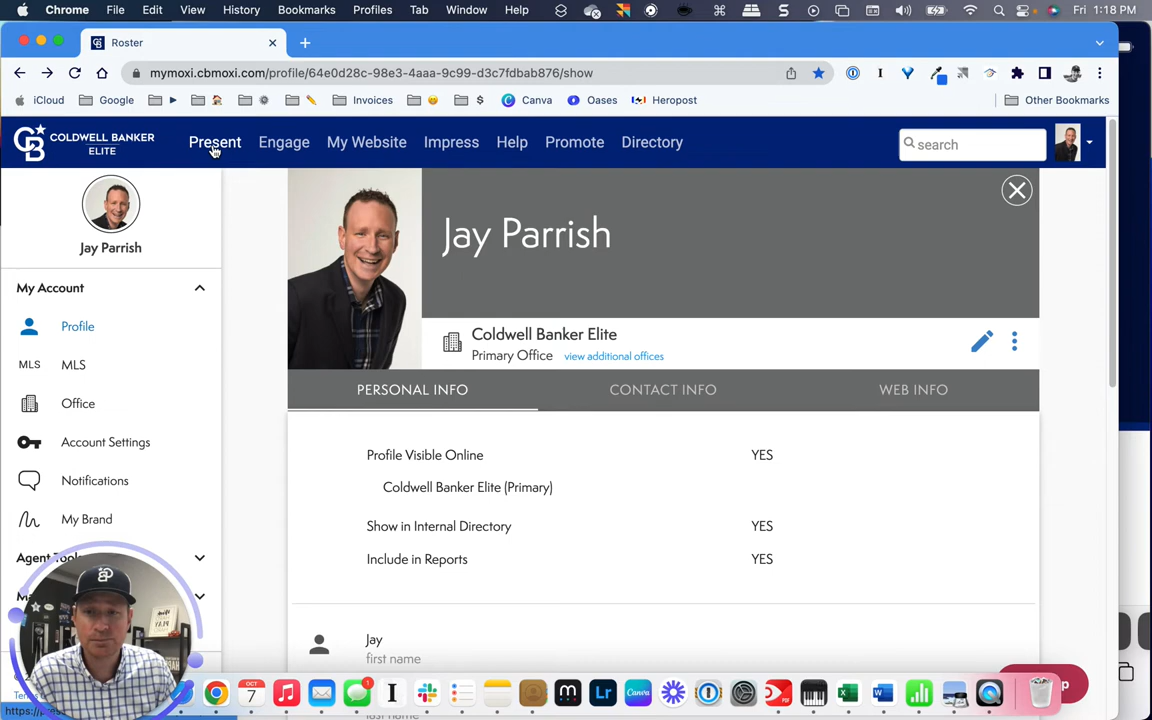 Chrome File Edit View History Bookmarks Profiles Tab Window Help Fri 1:18 PM
Roster
mymoxi.cbmoxi.com/profile/64e0d28c-98e3-4aaa-9c99-d3c7fdbab876/show
iCloud Google Invoices $ Canva Oases Heropost Other Bookmarks
COLDWELL BANKER
ELITE
Present Engage My Website Impress Help Promote Directory search
Jay Parrish
Jay Parrish
My Account
Profile
MLS MLS
Office
Account Settings
Notifications
My Brand
Agent Tools
Coldwell Banker Elite
Primary Office view additional offices
PERSONAL INFO CONTACT INFO WEB INFO
Profile Visible Online YES
Coldwell Banker Elite (Primary)
Show in Internal Directory YES
Include in Reports YES
Jay
first name